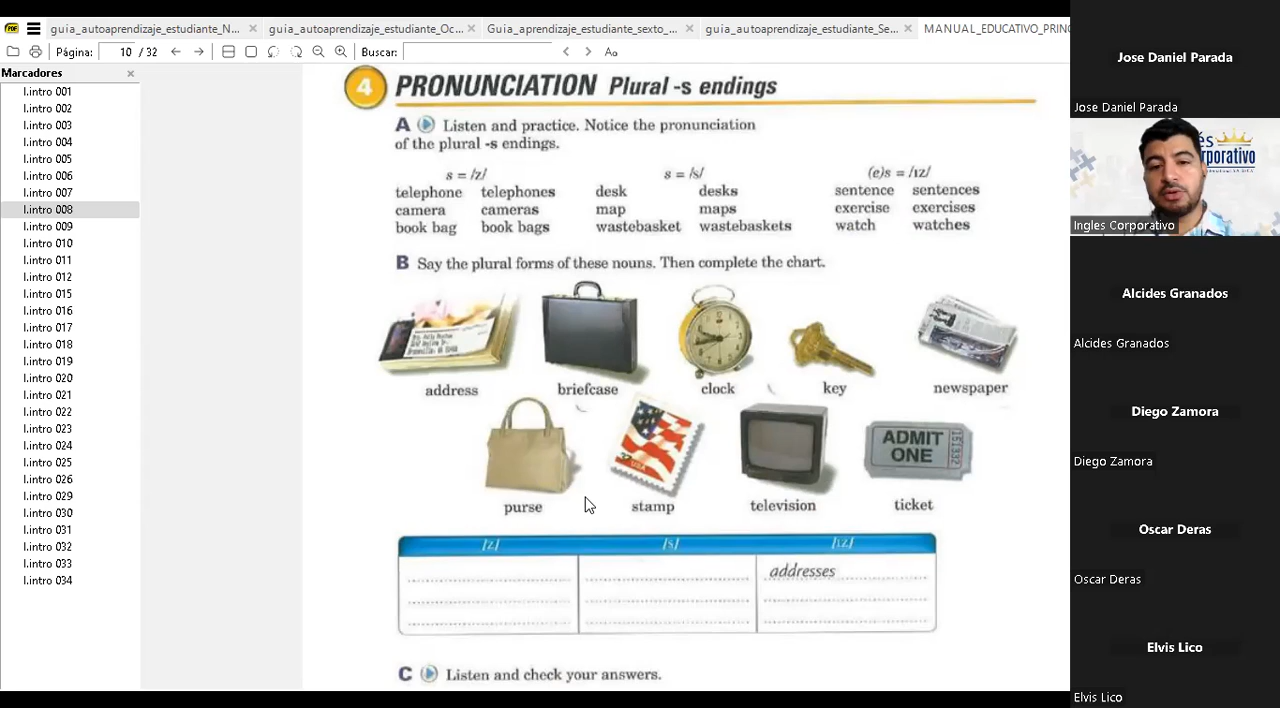 guia_autoaprendizaje_estudiante_N...
guia_autoaprendizaje_estudiante_Oc...
Guia_aprendizaje_estudiante_sexto_...
guia_autoaprendizaje_estudiante_Se...
MANUAL_EDUCATIVO_PRINC
Página: 10 / 32
Buscar:
Aa
Marcadores
I.intro 001
I.intro 002
I.intro 003
I.intro 004
I.intro 005
I.intro 006
I.intro 007
I.intro 008
I.intro 009
I.intro 010
I.intro 011
I.intro 012
I.intro 015
I.intro 016
I.intro 017
I.intro 018
I.intro 019
I.intro 020
I.intro 021
I.intro 022
I.intro 023
I.intro 024
I.intro 025
I.intro 026
I.intro 029
I.intro 030
I.intro 031
I.intro 032
I.intro 033
I.intro 034
4 PRONUNCIATION Plural -s endings
A Listen and practice. Notice the pronunciation
of the plural -s endings.
s = /z/ s = /s/ (e)s = /ɪz/
telephone telephones desk desks sentence sentences
camera cameras map maps exercise exercises
book bag book bags wastebasket wastebaskets watch watches
B Say the plural forms of these nouns. Then complete the chart.
address briefcase clock key newspaper
USA
ADMIT
ONE
151332
purse stamp television ticket
/z/ /s/ /ɪz/
addresses
C Listen and check your answers.
Jose Daniel Parada
Jose Daniel Parada
és
rporativo
Ingles Corporativo
Alcides Granados
Alcides Granados
Diego Zamora
Diego Zamora
Oscar Deras
Oscar Deras
Elvis Lico
Elvis Lico